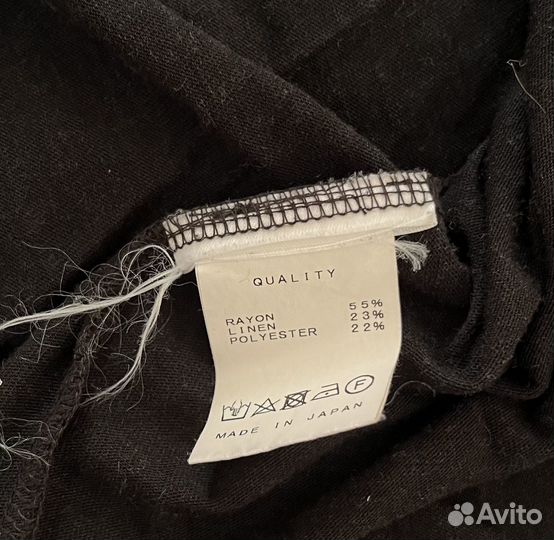 QUALITY
RAYON 55%
LINEN 23%
POLYESTER 22%
F
MADE IN JAPAN
Avito